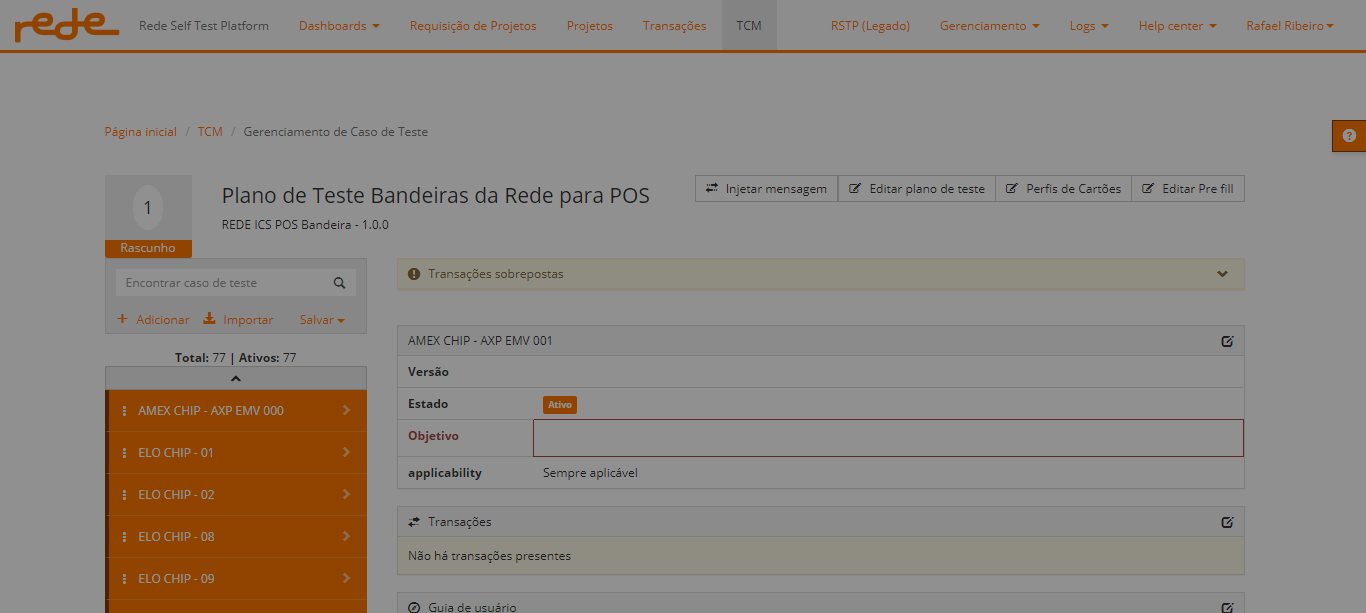 rede Rede Self Test Platform Dashboards Requisição de Projetos Projetos Transações TCM RSTP (Legado) Gerenciamento Logs Help center Rafael Ribeiro
Página inicial / TCM / Gerenciamento de Caso de Teste
1
Rascunho
Plano de Teste Bandeiras da Rede para POS
REDE ICS POS Bandeira - 1.0.0
Injetar mensagem Editar plano de teste Perfis de Cartões Editar Pre fill
Encontrar caso de teste
+ Adicionar Importar Salvar
Total: 77 | Ativos: 77
AMEX CHIP - AXP EMV 000
ELO CHIP - 01
ELO CHIP - 02
ELO CHIP - 08
ELO CHIP - 09
Transações sobrepostas
AMEX CHIP - AXP EMV 001
Versão
Estado Ativo
Objetivo
applicability Sempre aplicável
Transações
Não há transações presentes
Guia de usuário